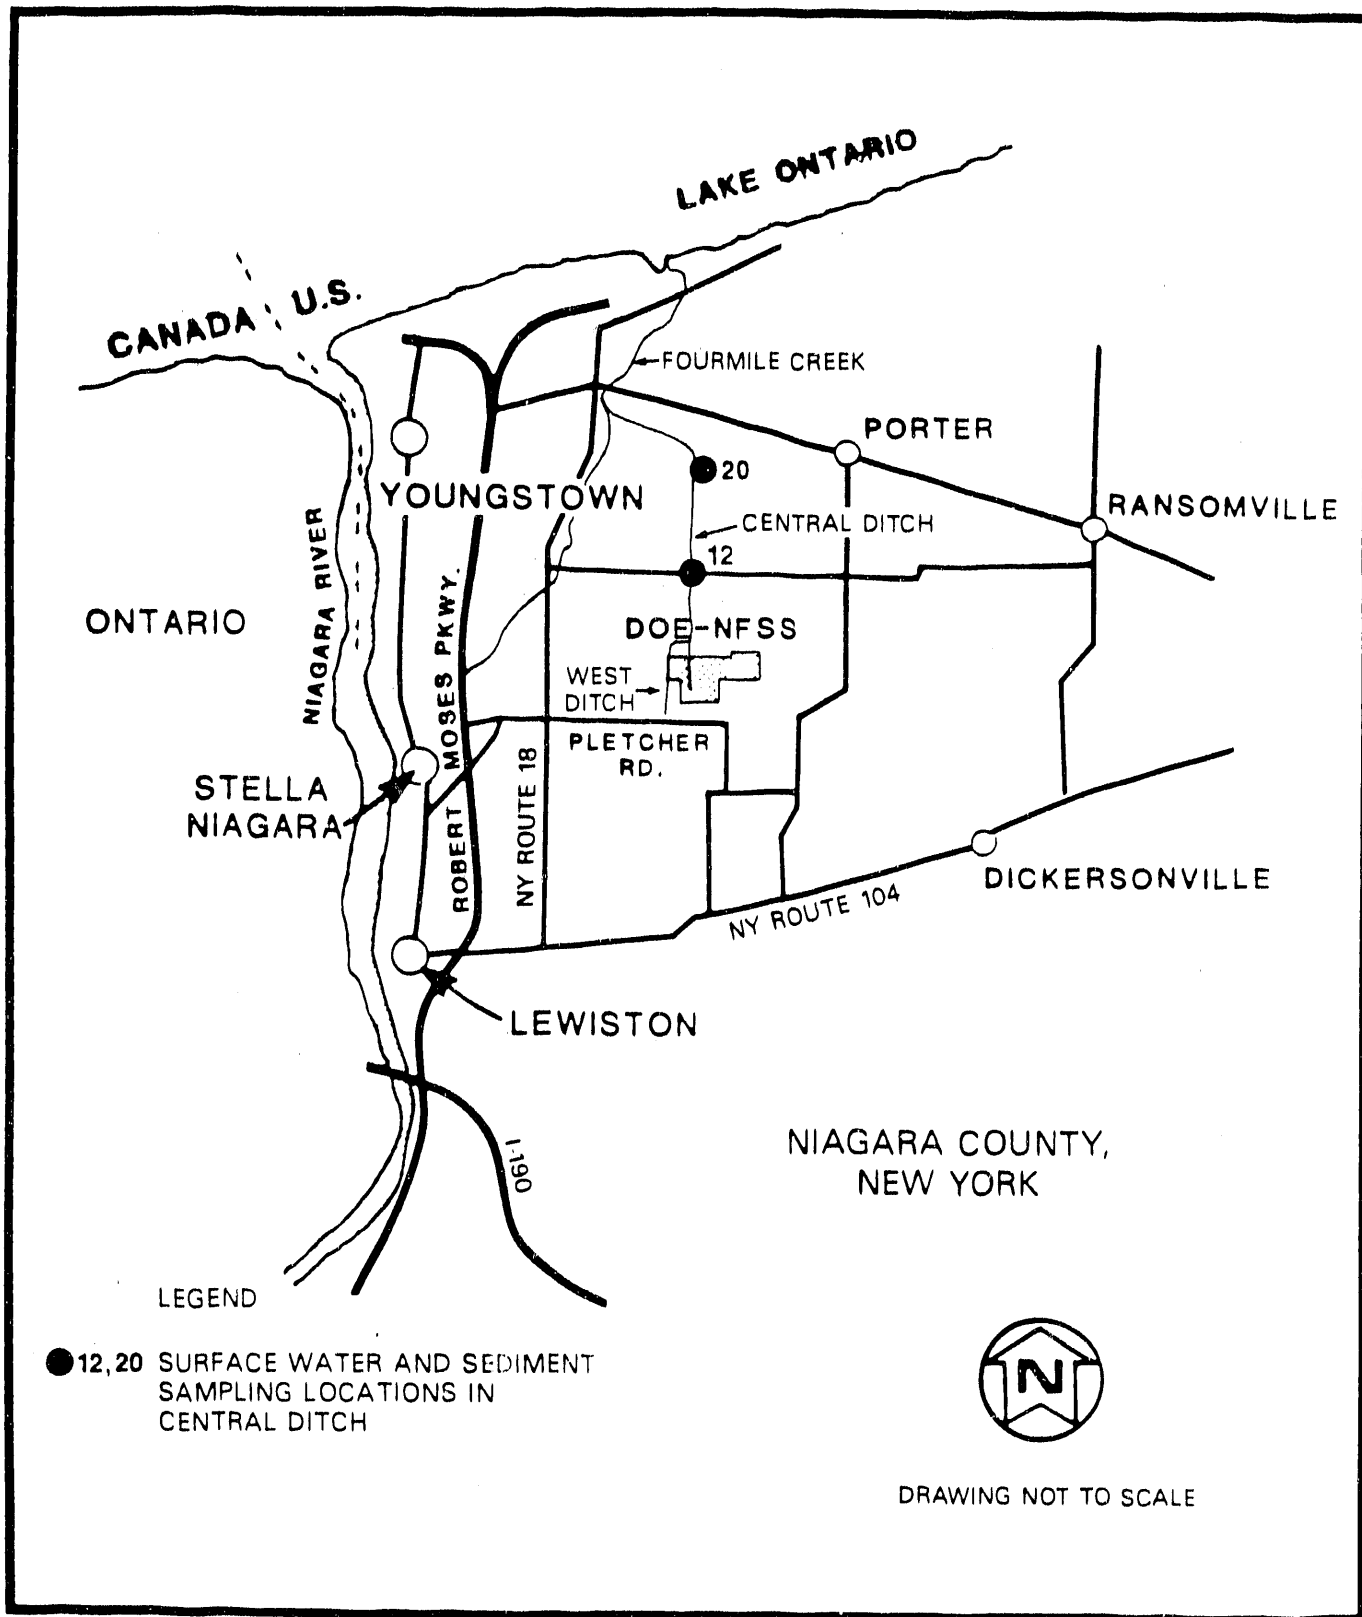 LAKE ONTARIO
CANADA
U.S.
FOURMILE CREEK
PORTER
20
YOUNGSTOWN
RANSOMVILLE
CENTRAL DITCH
12
NIAGARA RIVER
ONTARIO
DOE-NFSS
ROBERT MOSES PKWY.
WEST
DITCH
PLETCHER
RD.
NY ROUTE 18
STELLA
NIAGARA
DICKERSONVILLE
NY ROUTE 104
LEWISTON
I-190
NIAGARA COUNTY,
NEW YORK
LEGEND
12,20 SURFACE WATER AND SEDIMENT
SAMPLING LOCATIONS IN
CENTRAL DITCH
N
DRAWING NOT TO SCALE